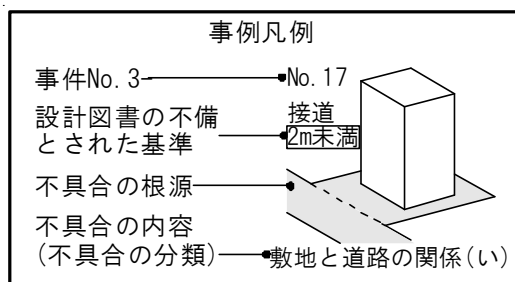 事例凡例
事件No.3 No.17
設計図書の不備
とされた基準
接道
2m未満
不具合の根源
不具合の内容
(不具合の分類) 敷地と道路の関係(い)